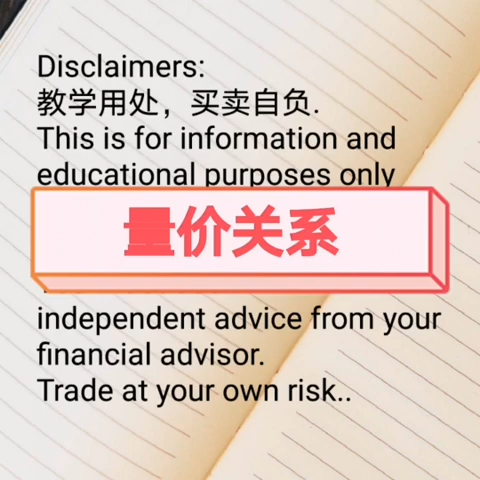 Disclaimers:
教学用处，买卖自负.
This is for information and
educational purposes only
量价关系
independent advice from your
financial advisor.
Trade at your own risk..